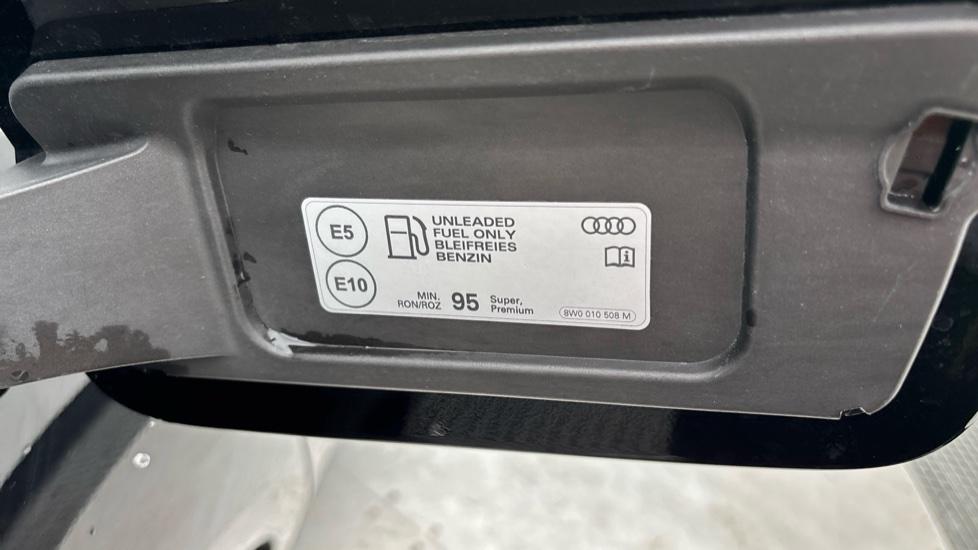 E5
UNLEADED
FUEL ONLY
BLEIFREIES
BENZIN
E10
MIN.
RON/ROZ 95 Super,
Premium
8W0 010 508 M